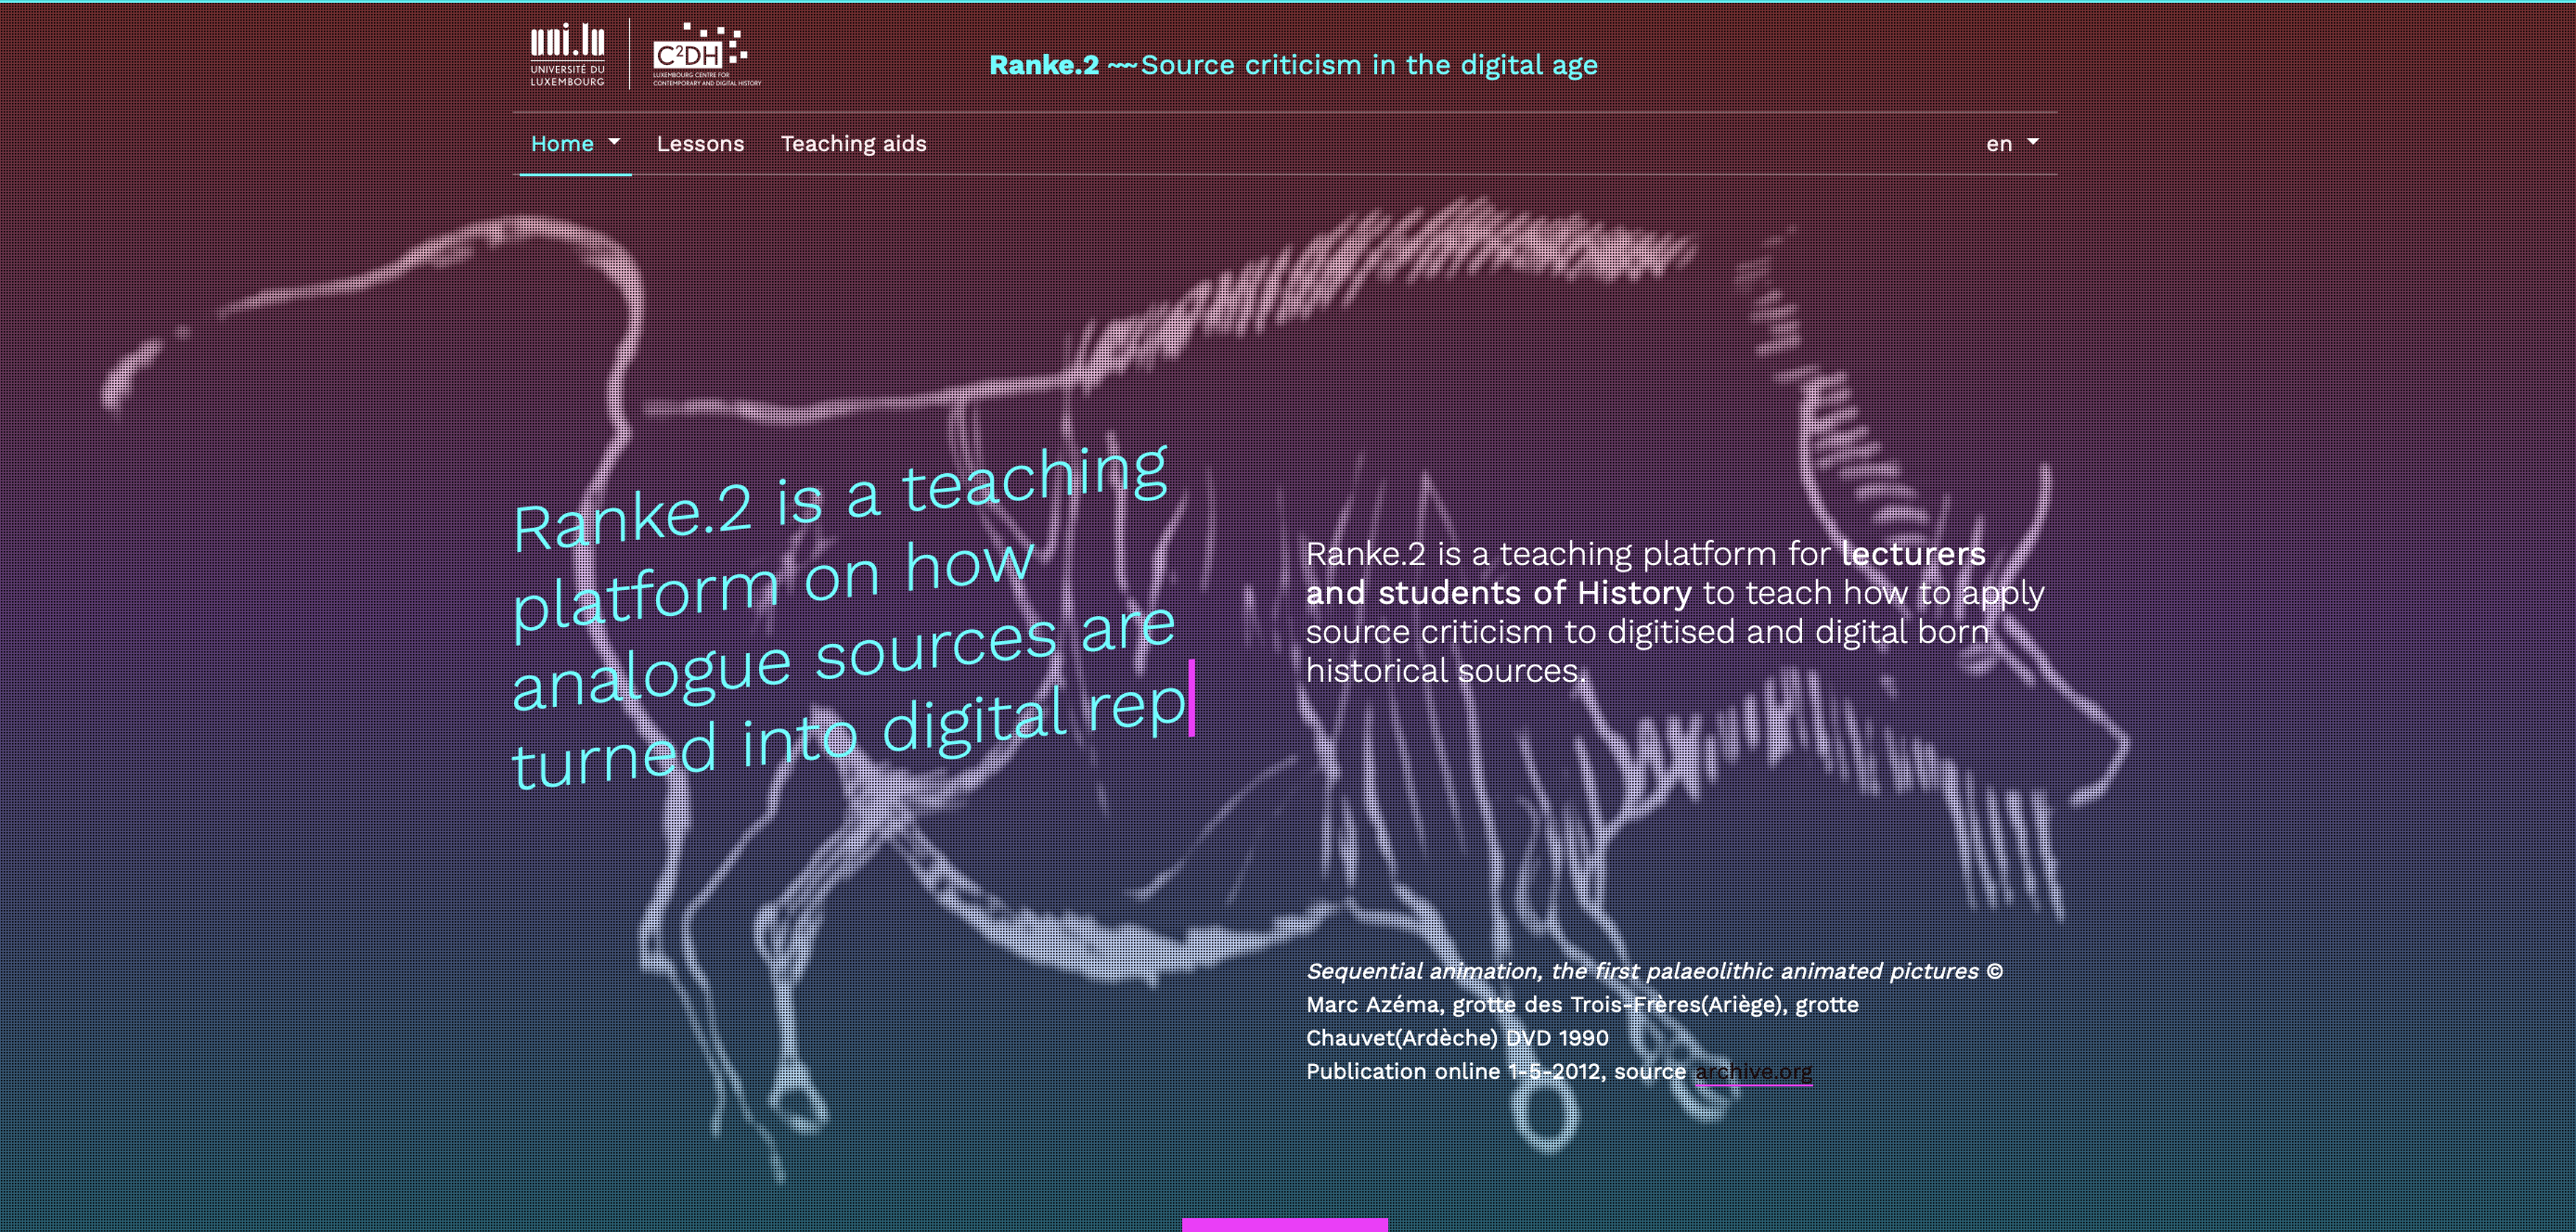 uni.lu
UNIVERSITÉ DU
LUXEMBOURG
C²DH
LUXEMBOURG CENTRE FOR
CONTEMPORARY AND DIGITAL HISTORY
Ranke.2 ~~~ Source criticism in the digital age
Home Lessons Teaching aids en
Ranke.2 is a teaching
platform on how
analogue sources are
turned into digital rep
Ranke.2 is a teaching platform for lecturers
and students of History to teach how to apply
source criticism to digitised and digital born
historical sources.
Sequential animation, the first palaeolithic animated pictures ©
Marc Azéma, grotte des Trois-Frères(Ariège), grotte
Chauvet(Ardèche) DVD 1990
Publication online 1-5-2012, source archive.org